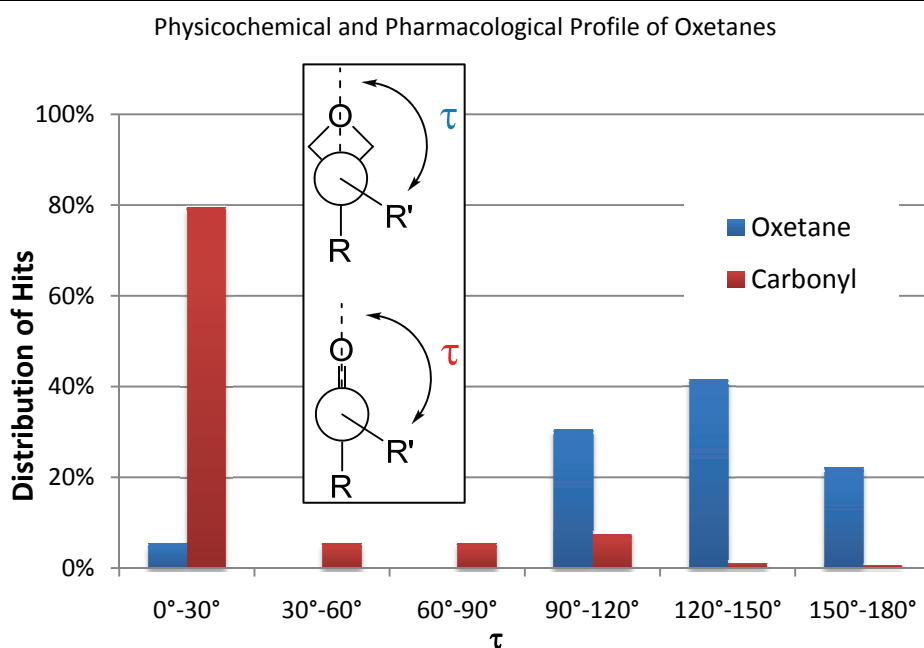 Physicochemical and Pharmacological Profile of Oxetanes
Distribution of Hits
100%
80%
60%
40%
20%
0%
O
τ
R'
R
O
τ
R'
R
Oxetane
Carbonyl
0°-30°
30°-60°
60°-90°
90°-120°
120°-150°
150°-180°
τ